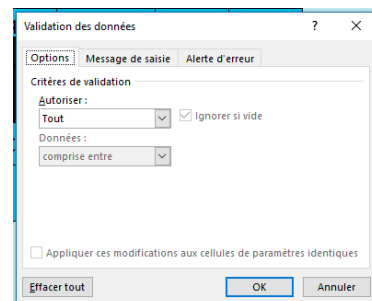 Validation des données ? ×
Options Message de saisie Alerte d'erreur
Critères de validation
Autoriser :
Tout Ignorer si vide
Données :
comprise entre
Appliquer ces modifications aux cellules de paramètres identiques
Effacer tout OK Annuler